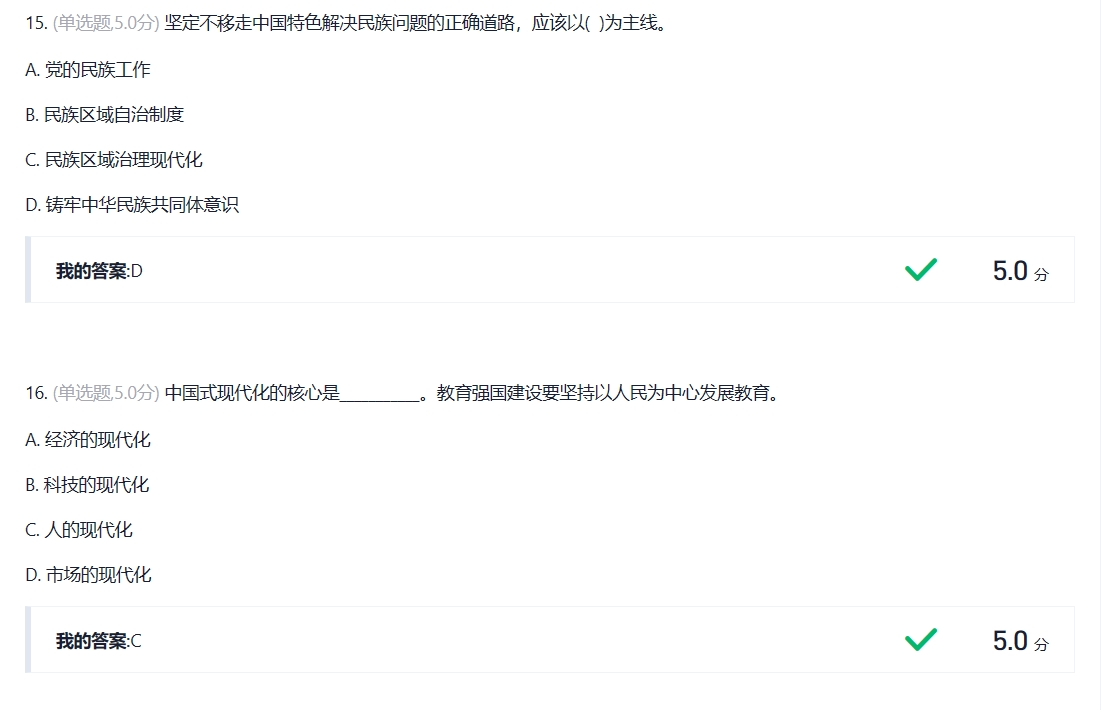 15. (单选题,5.0分) 坚定不移走中国特色解决民族问题的正确道路，应该以( )为主线。
A. 党的民族工作
B. 民族区域自治制度
C. 民族区域治理现代化
D. 铸牢中华民族共同体意识
我的答案:D 5.0 分
16. (单选题,5.0分) 中国式现代化的核心是_________。教育强国建设要坚持以人民为中心发展教育。
A. 经济的现代化
B. 科技的现代化
C. 人的现代化
D. 市场的现代化
我的答案:C 5.0 分